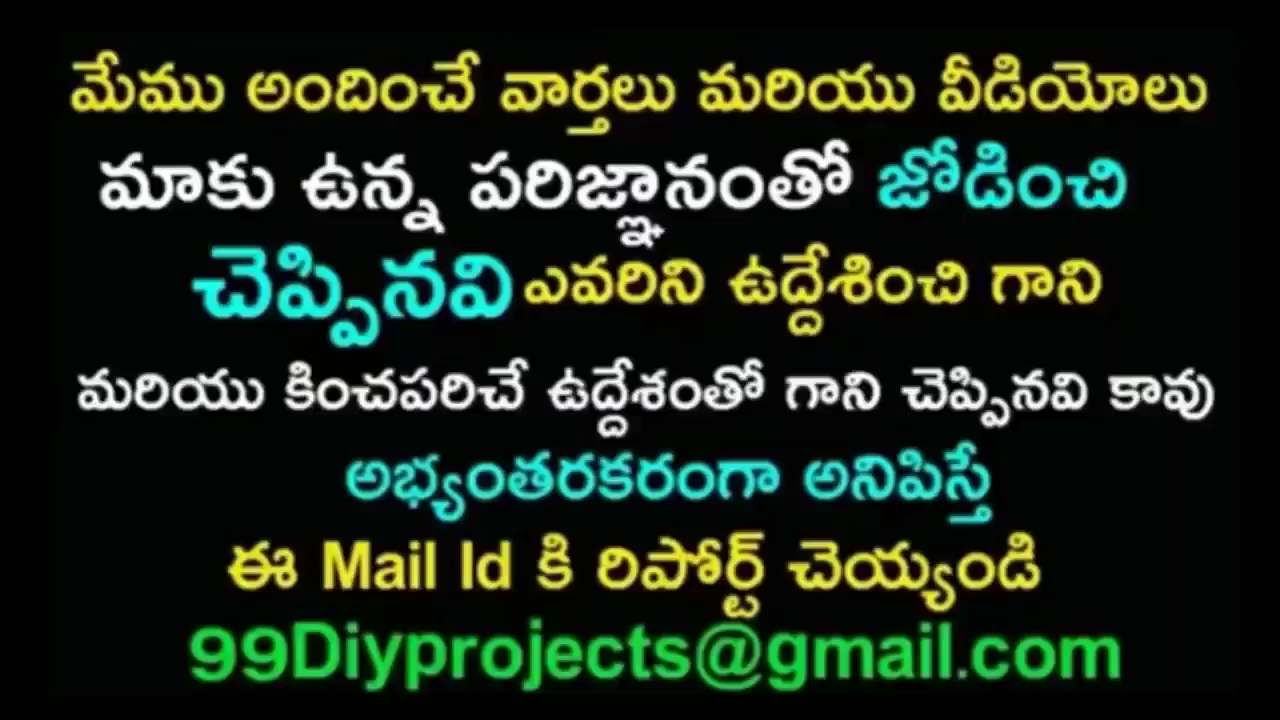 మేము అందించే వార్తలు మరియు వీడియోలు
మాకు ఉన్న పరిజ్ఞానంతో జోడించి
చెప్పినవి ఎవరిని ఉద్దేశించి గాని
మరియు కించపరిచే ఉద్దేశంతో గాని చెప్పినవి కావు
అభ్యంతరకరంగా అనిపిస్తే
ఈ Mail Id కి రిపోర్ట్ చెయ్యండి
99Diyprojects@gmail.com